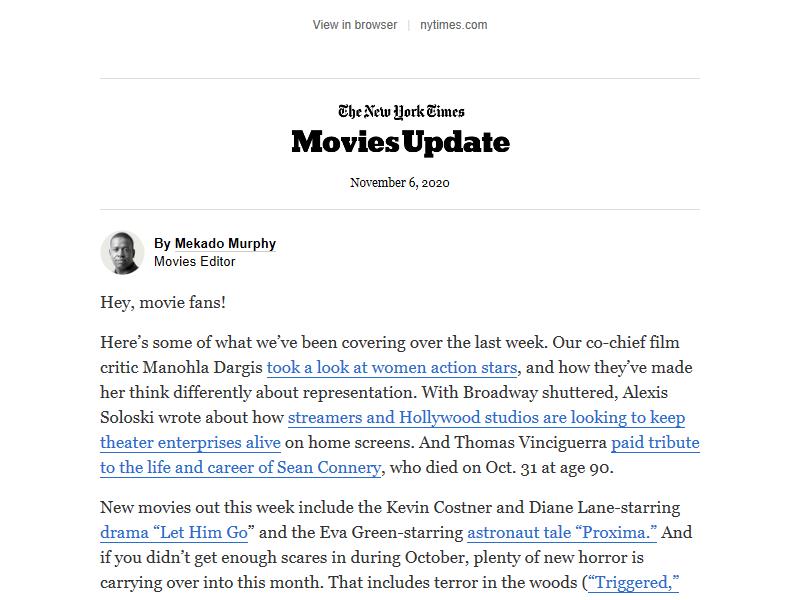 View in browser | nytimes.com
The New York Times
Movies Update
November 6, 2020
By Mekado Murphy
Movies Editor
Hey, movie fans!
Here’s some of what we’ve been covering over the last week. Our co-chief film
critic Manohla Dargis took a look at women action stars, and how they’ve made
her think differently about representation. With Broadway shuttered, Alexis
Soloski wrote about how streamers and Hollywood studios are looking to keep
theater enterprises alive on home screens. And Thomas Vinciguerra paid tribute
to the life and career of Sean Connery, who died on Oct. 31 at age 90.
New movies out this week include the Kevin Costner and Diane Lane-starring
drama “Let Him Go” and the Eva Green-starring astronaut tale “Proxima.” And
if you didn’t get enough scares in during October, plenty of new horror is
carrying over into this month. That includes terror in the woods (“Triggered,”